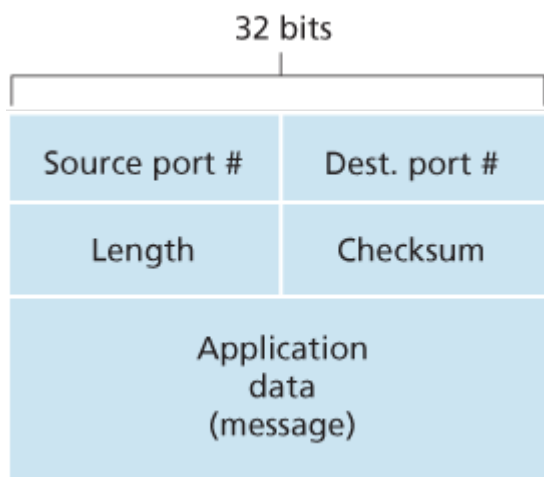 32 bits
Source port #
Dest. port #
Length
Checksum
Application
data
(message)